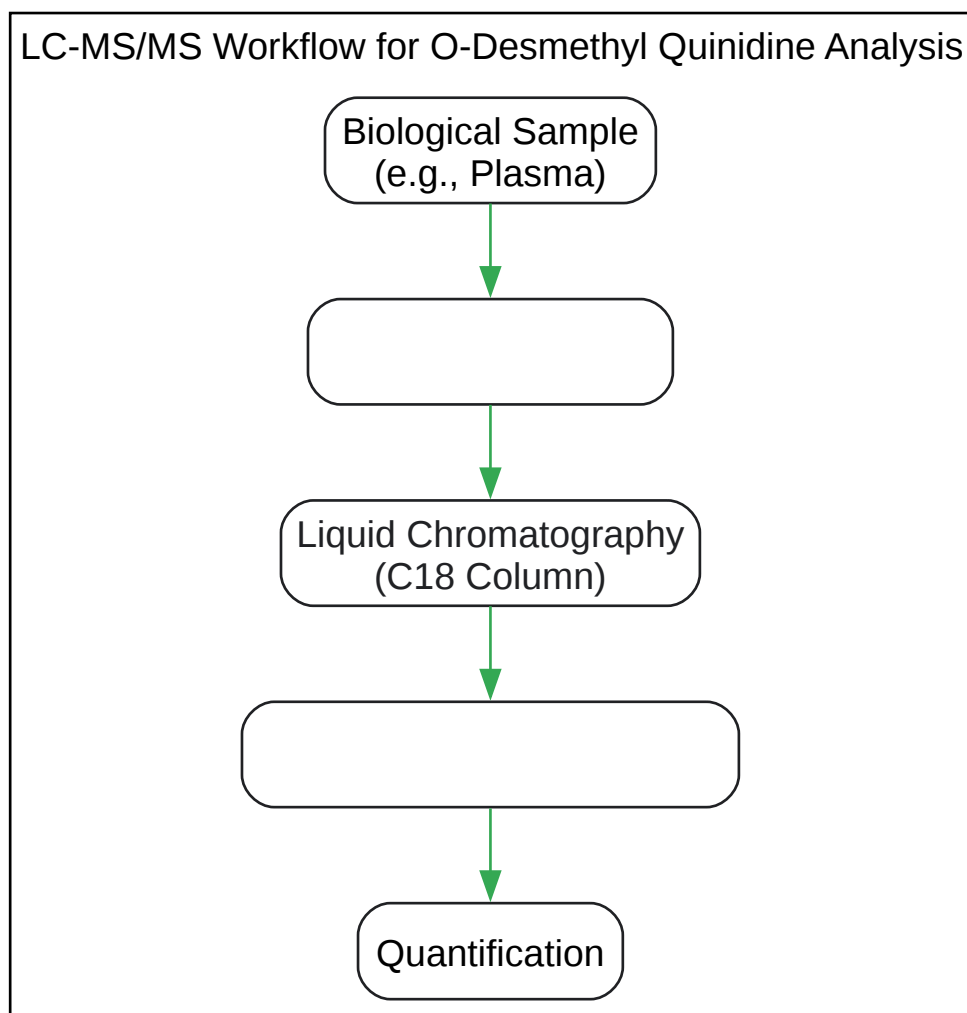 LC-MS/MS Workflow for O-Desmethyl Quinidine Analysis
Biological Sample
(e.g., Plasma)
Liquid Chromatography
(C18 Column)
Quantification